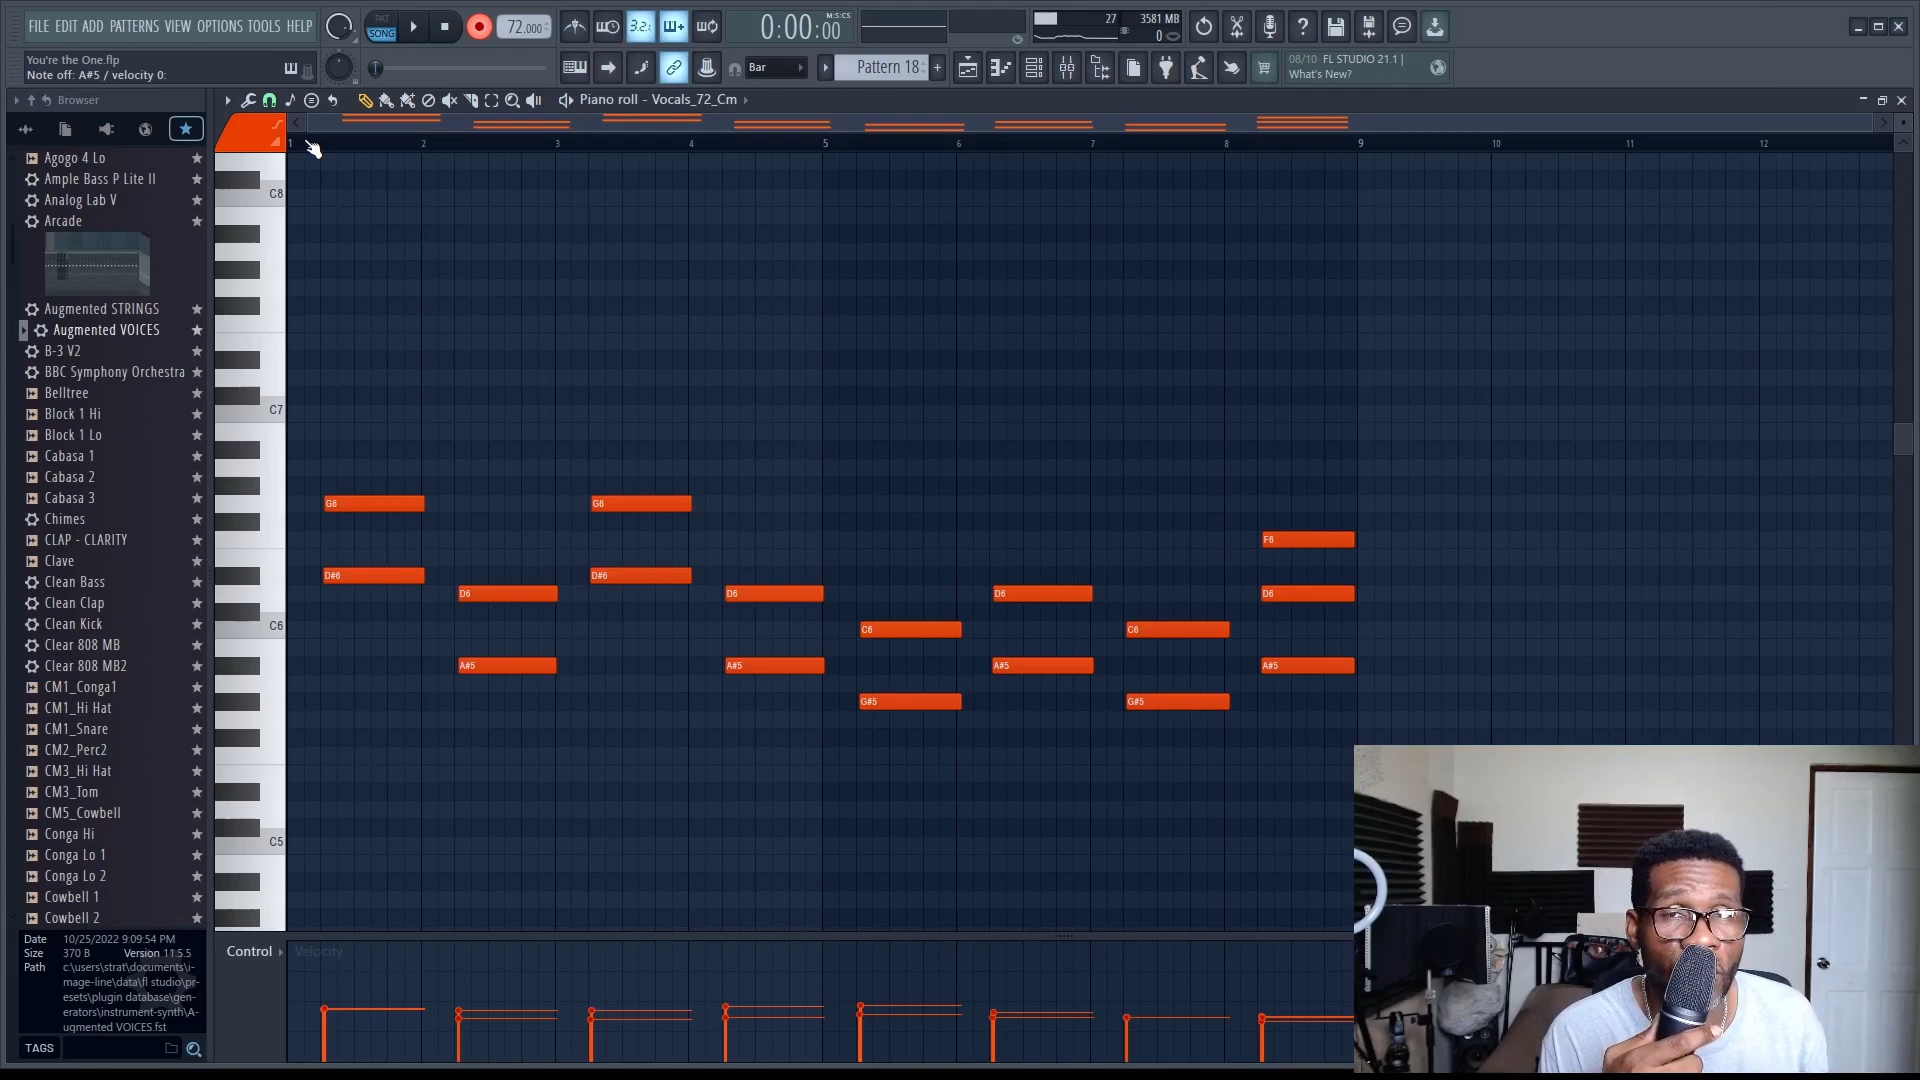 FILE EDIT ADD PATTERNS VIEW OPTIONS TOOLS HELP
PAT
SONG
72.000
3.2.
0:00:00
M:S:CS
27
3581 MB
0
You're the One.flp
Note off: A#5 / velocity 0:
Bar
Pattern 18
08/10 FL STUDIO 21.1 |
What's New?
Browser
Piano roll - Vocals_72_Cm
1 2 3 4 5 6 7 8 9 10 11 12
Agogo 4 Lo
Ample Bass P Lite II
Analog Lab V
Arcade
Augmented STRINGS
Augmented VOICES
B-3 V2
BBC Symphony Orchestra
Belltree
Block 1 Hi
Block 1 Lo
Cabasa 1
Cabasa 2
Cabasa 3
Chimes
CLAP - CLARITY
Clave
Clean Bass
Clean Clap
Clean Kick
Clear 808 MB
Clear 808 MB2
CM1_Conga1
CM1_Hi Hat
CM1_Snare
CM2_Perc2
CM3_Hi Hat
CM3_Tom
CM5_Cowbell
Conga Hi
Conga Lo 1
Conga Lo 2
Cowbell 1
Cowbell 2
Date 10/25/2022 9:09:54 PM
Size 370 B Version 11:5.5
Path c:\users\strat\documents\i-
mage-line\data\fl studio\pr-
esets\plugin database\gen-
erators\instrument-synth\A-
ugmented VOICES.fst
TAGS
C8
C7
C6
C5
G6 G6
F6
D#6 D#6
D6 D6 D6 D6
C6 C6
A#5 A#5 A#5 A#5
G#5 G#5
Control
Velocity